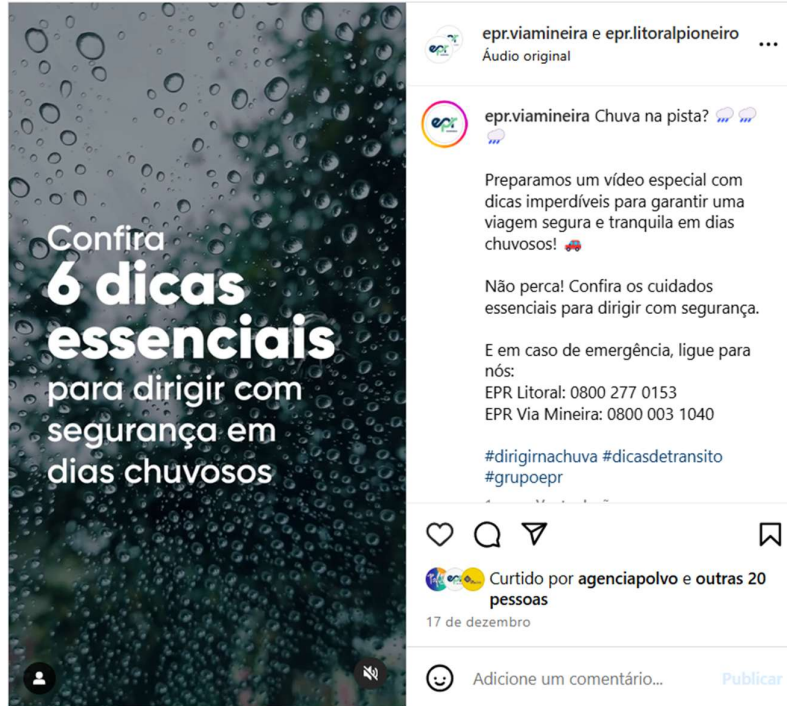 Confira
6 dicas
essenciais
para dirigir com
segurança em
dias chuvosos
epr.viamineira e epr.litoralpioneiro
Áudio original
epr
epr.viamineira Chuva na pista? 🌧️ 🌧️
🌧️
Preparamos um vídeo especial com
dicas imperdíveis para garantir uma
viagem segura e tranquila em dias
chuvosos! 🚗
Não perca! Confira os cuidados
essenciais para dirigir com segurança.
E em caso de emergência, ligue para
nós:
EPR Litoral: 0800 277 0153
EPR Via Mineira: 0800 003 1040
#dirigirnachuva #dicasdetransito
#grupoepr
Curtido por agenciapolvo e outras 20
pessoas
17 de dezembro
Adicione um comentário... Publicar